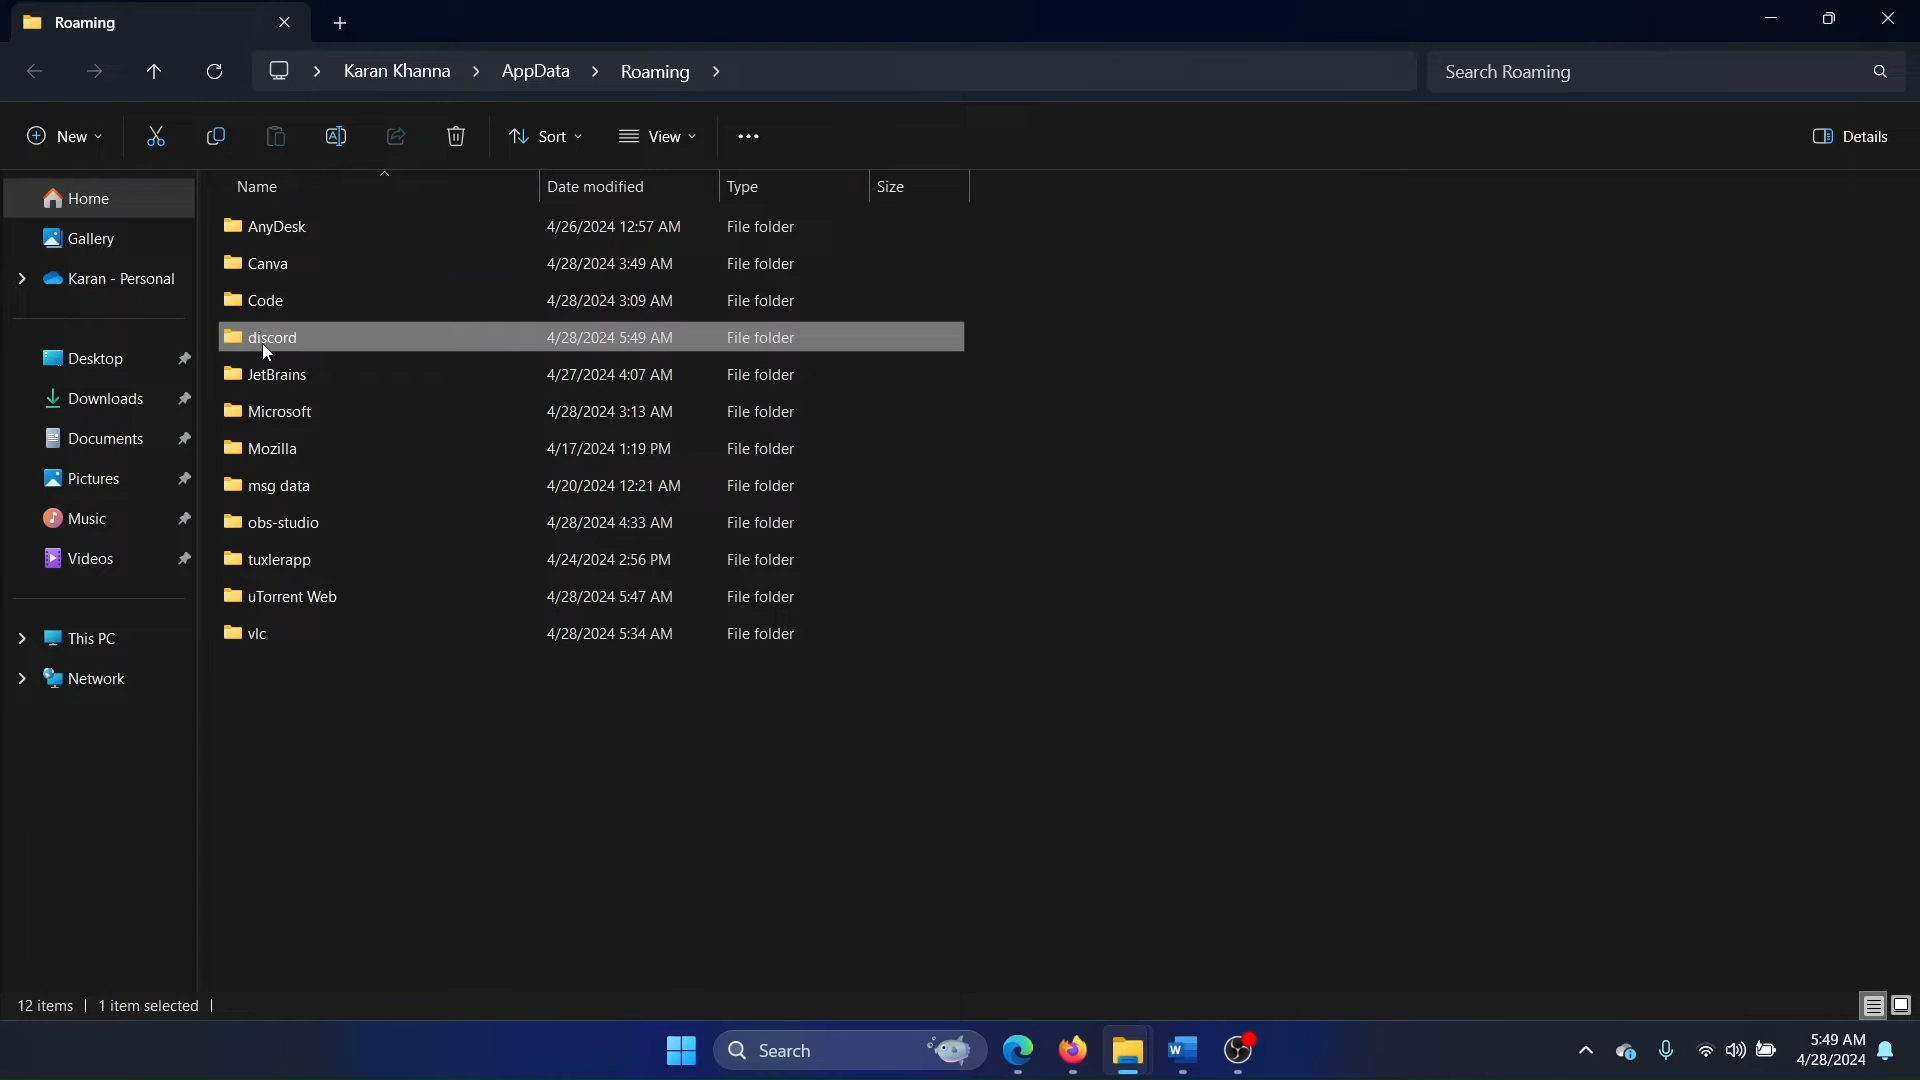 Roaming
Karan Khanna AppData Roaming
Search Roaming
New Sort View Details
Name Date modified Type Size
Home
Gallery
Karan - Personal
Desktop
Downloads
Documents
Pictures
Music
Videos
This PC
Network
AnyDesk 4/26/2024 12:57 AM File folder
Canva 4/28/2024 3:49 AM File folder
Code 4/28/2024 3:09 AM File folder
discord 4/28/2024 5:49 AM File folder
JetBrains 4/27/2024 4:07 AM File folder
Microsoft 4/28/2024 3:13 AM File folder
Mozilla 4/17/2024 1:19 PM File folder
msg data 4/20/2024 12:21 AM File folder
obs-studio 4/28/2024 4:33 AM File folder
tuxlerapp 4/24/2024 2:56 PM File folder
uTorrent Web 4/28/2024 5:47 AM File folder
vlc 4/28/2024 5:34 AM File folder
12 items 1 item selected
Search
W
5:49 AM
4/28/2024